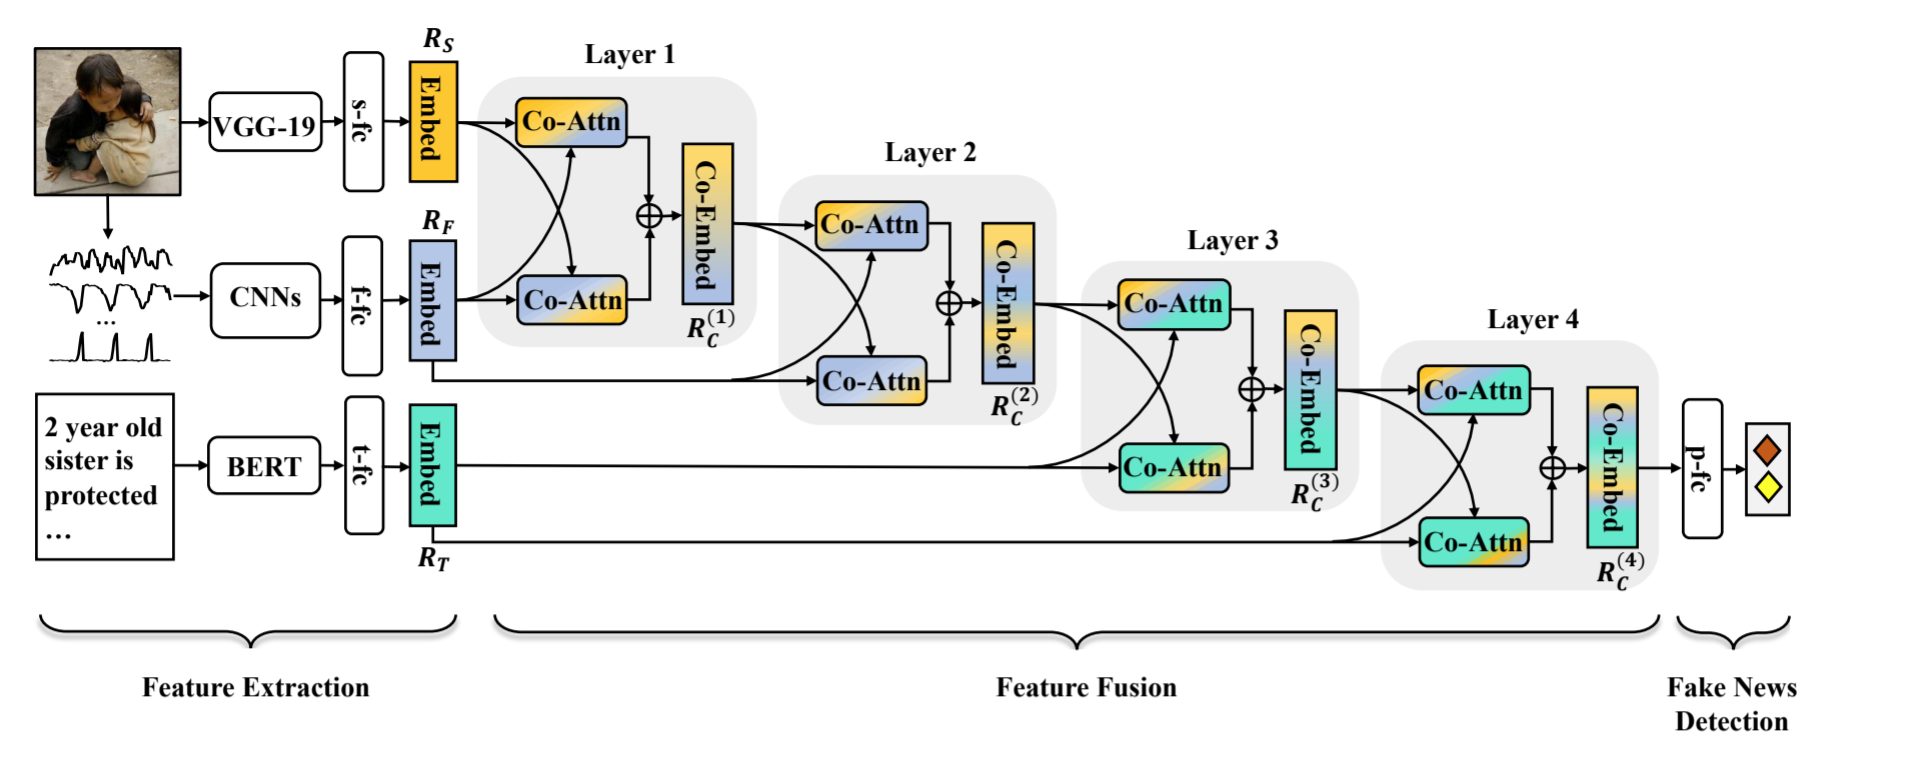 R_S
Layer 1
VGG-19
s-fc
Embed
Co-Attn
Co-Embed
Co-Attn
R_C^{(1)}
Layer 2
Co-Attn
Co-Embed
Co-Attn
R_C^{(2)}
R_F
...
CNNs
f-fc
Embed
Layer 3
Co-Attn
Co-Embed
Co-Attn
R_C^{(3)}
Layer 4
Co-Attn
Co-Embed
Co-Attn
R_C^{(4)}
2 year old
sister is
protected
...
BERT
t-fc
Embed
R_T
p-fc
Feature Extraction
Feature Fusion
Fake News
Detection